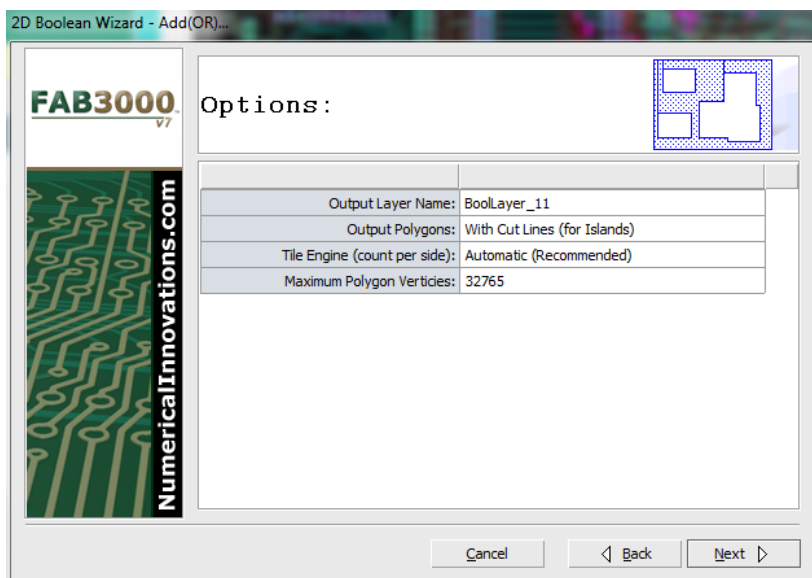 2D Boolean Wizard - Add(OR)...
FAB3000
v7
NumericalInnovations.com
Options:
Output Layer Name: BoolLayer_11
Output Polygons: With Cut Lines (for Islands)
Tile Engine (count per side): Automatic (Recommended)
Maximum Polygon Verticies: 32765
Cancel
Back
Next